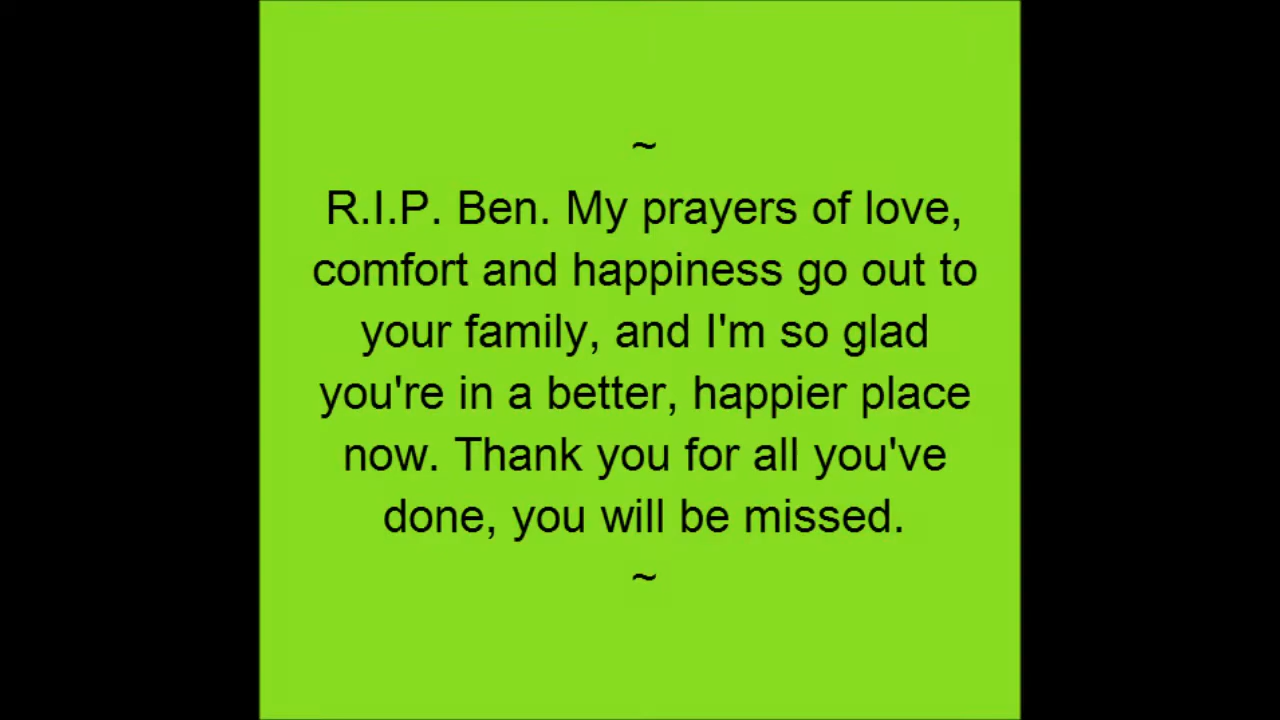 ~
R.I.P. Ben. My prayers of love,
comfort and happiness go out to
your family, and I'm so glad
you're in a better, happier place
now. Thank you for all you've
done, you will be missed.
~